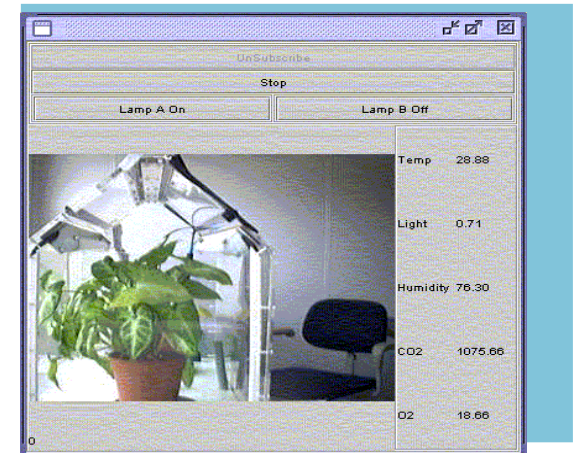 UnSubscribe
Stop
Lamp A On Lamp B Off
Temp 28.88
Light 0.71
Humidity 76.30
CO2 1075.66
O2 18.66
0